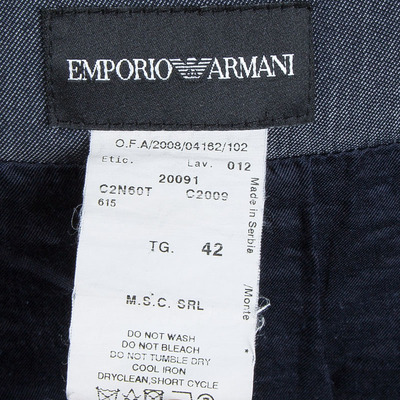 EMPORIO ARMANI
O.F.A/2008/04162/102
Etic. Lav. 012
20091
C2N60T C2009
615
Made in Serbia
/Monte
TG. 42
M.S.C. SRL
DO NOT WASH
DO NOT BLEACH
DO NOT TUMBLE DRY
COOL IRON
DRYCLEAN,SHORT CYCLE